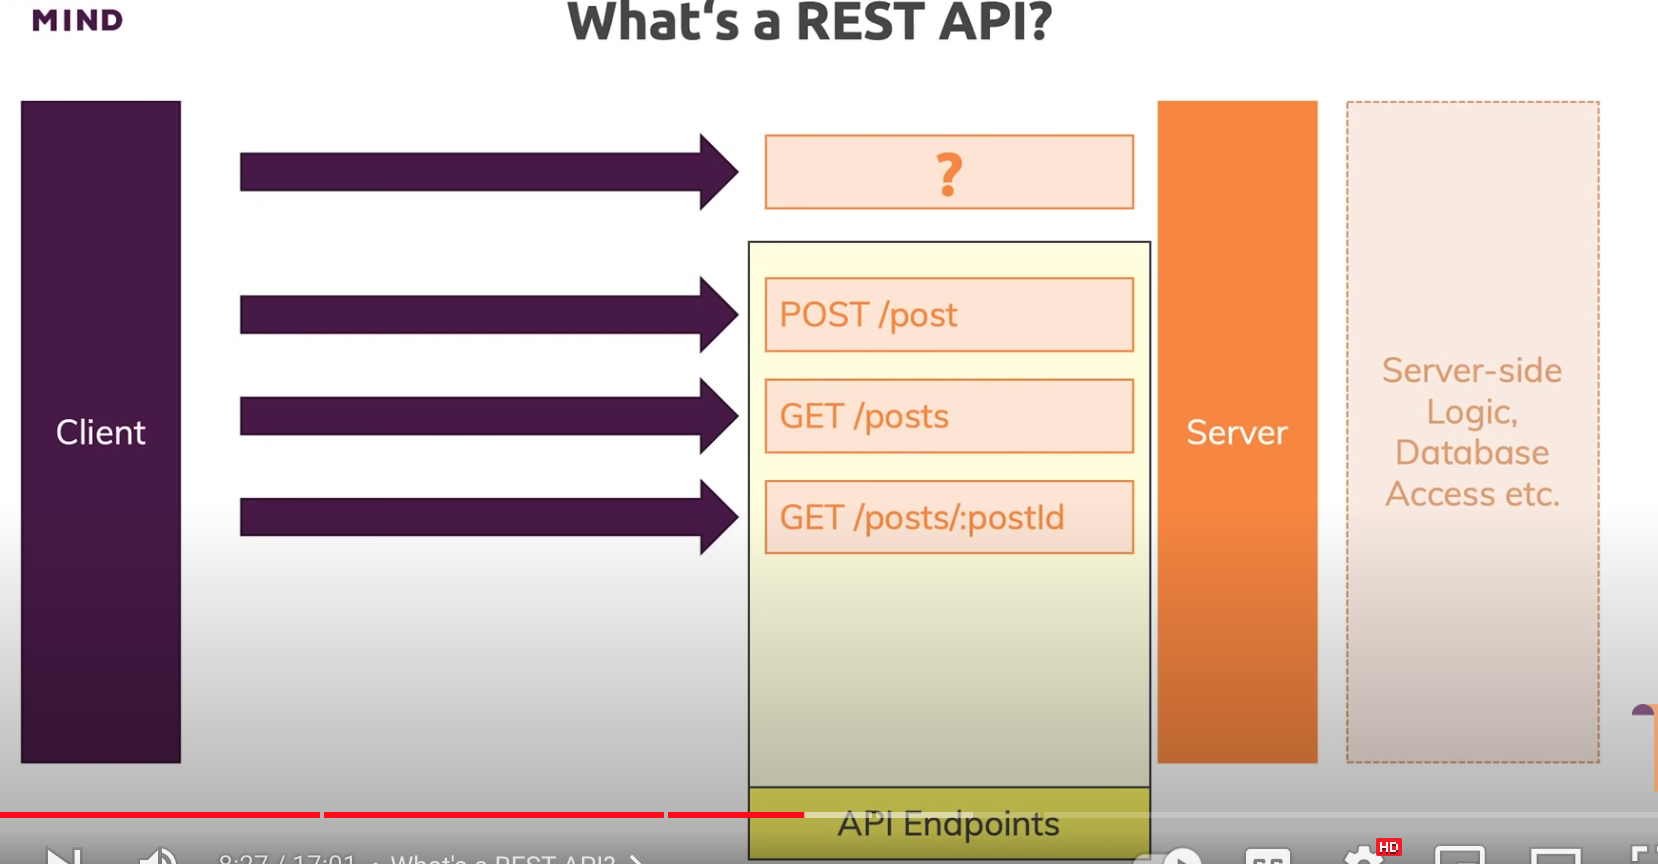 MIND
What's a REST API?
?
POST /post
GET /posts
GET /posts/:postId
Client
Server
Server-side
Logic,
Database
Access etc.
API Endpoints
8:27 / 17:01 • What's a REST API?
CC
HD